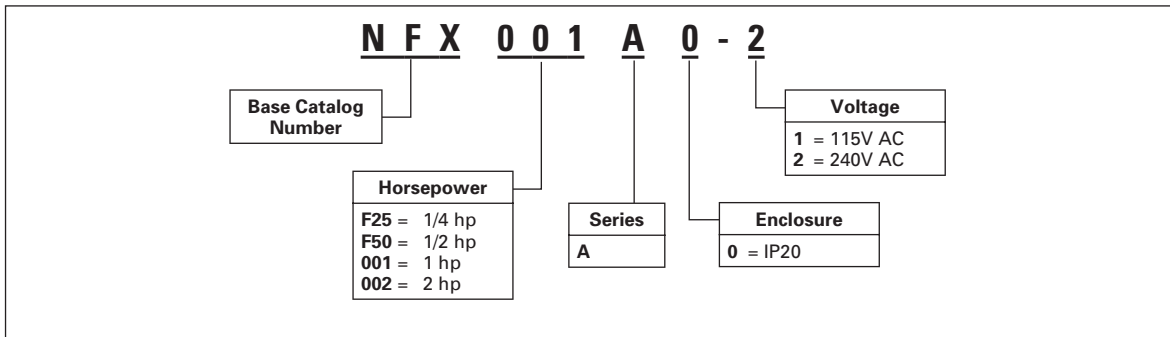 N F X 0 0 1 A 0 - 2
Base Catalog
Number
Voltage
1 = 115V AC
2 = 240V AC
Horsepower
F25 = 1/4 hp
F50 = 1/2 hp
001 = 1 hp
002 = 2 hp
Series
A
Enclosure
0 = IP20